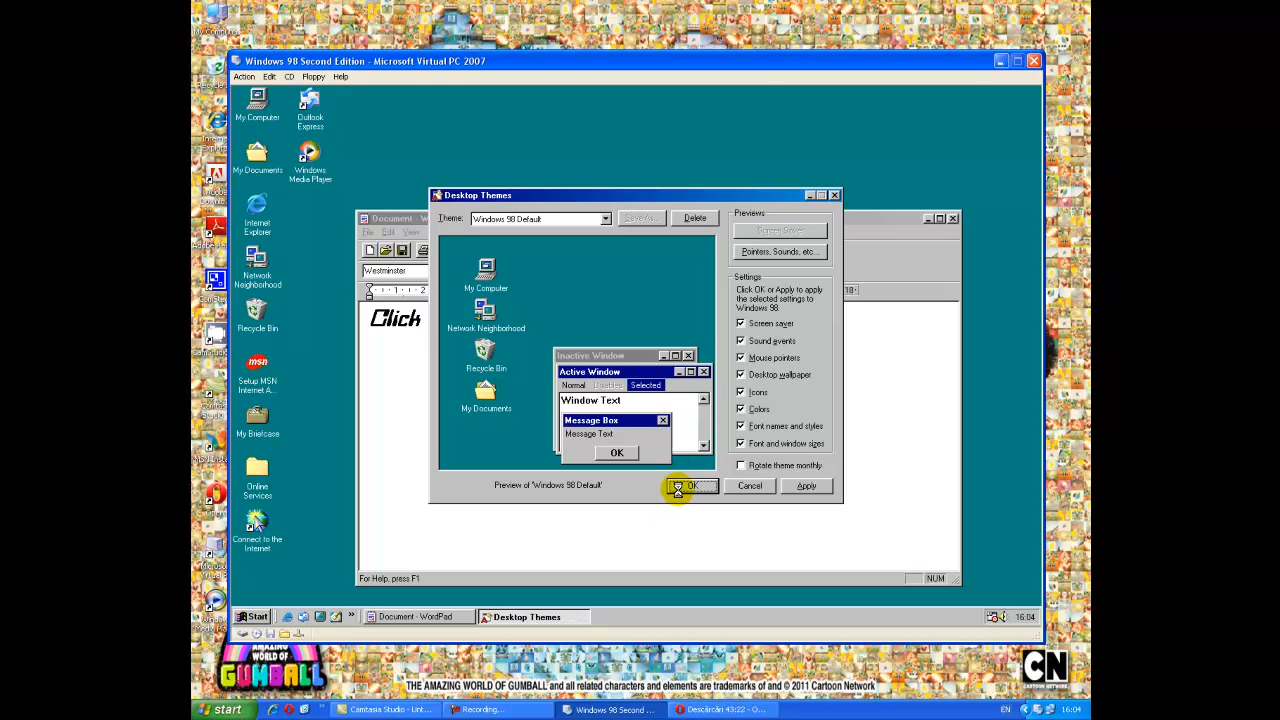 My Computer
Windows 98 Second Edition - Microsoft Virtual PC 2007
Action Edit CD Floppy Help
My Computer
Outlook
Express
My Documents
Windows
Media Player
Internet
Explorer
Network
Neighborhood
Recycle Bin
Setup MSN
Internet A...
My Briefcase
Online
Services
Connect to the
Internet
Document - W
File Edit View
Westminster
1 2
18
Click
For Help, press F1
NUM
Desktop Themes
Theme: Windows 98 Default
Save As...
Delete
My Computer
Network Neighborhood
Recycle Bin
My Documents
Inactive Window
Active Window
Normal Disabled Selected
Window Text
Message Box
Message Text
OK
Preview of 'Windows 98 Default'
Previews
Screen Saver
Pointers, Sounds, etc...
Settings
Click OK or Apply to apply
the selected settings to
Windows 98.
Screen saver
Sound events
Mouse pointers
Desktop wallpaper
Icons
Colors
Font names and styles
Font and window sizes
Rotate theme monthly
OK Cancel Apply
Start
Document - WordPad
Desktop Themes
16:04
AMAZING
WORLD OF
GUMBALL
THE AMAZING WORLD OF GUMBALL and all related characters and elements are trademarks of and © 2011 Cartoon Network
CN
CARTOON NETWORK
start
Camtasia Studio - Unt...
Recording...
Windows 98 Second ...
Descărcări 43:22 - O...
EN
16:04